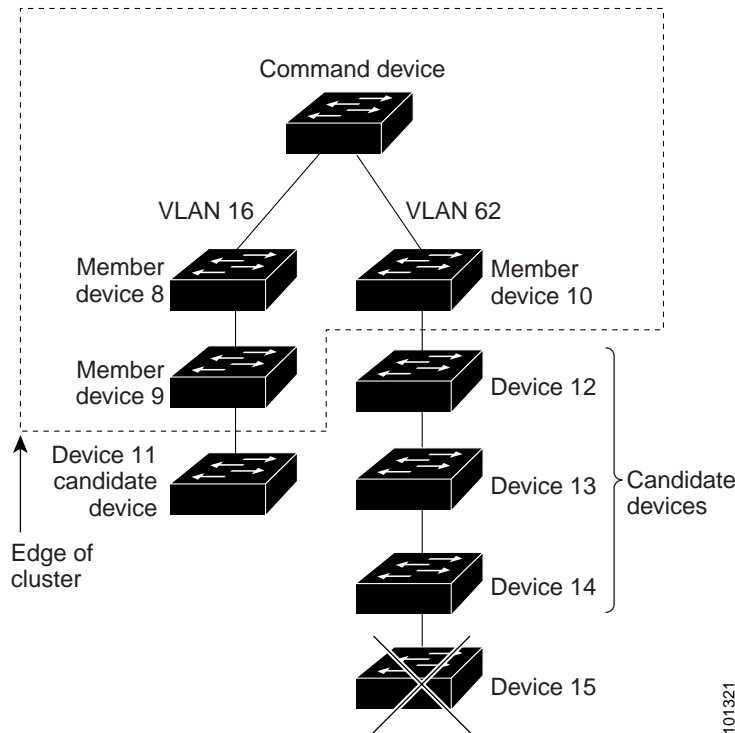 Command device
VLAN 16
VLAN 62
Member
device 8
Member
device 10
Member
device 9
Device 12
Device 11
candidate
device
Device 13
Candidate
devices
Edge of
cluster
Device 14
Device 15
101321